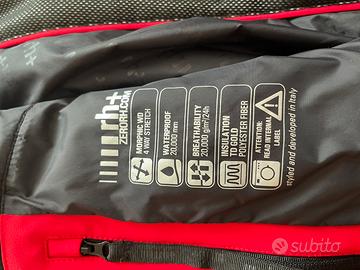 rh+
ZERORH.COM
MORPHIC WD
4 WAY STRETCH
WATERPROOF
20.000 mm
BREATHABILITY
20.000 g/m²/24h
INSULATION
TO GOLD
POLYESTER FIBER
ATTENTION:
READ INTERNAL
LABEL
styled and developed in Italy
subito